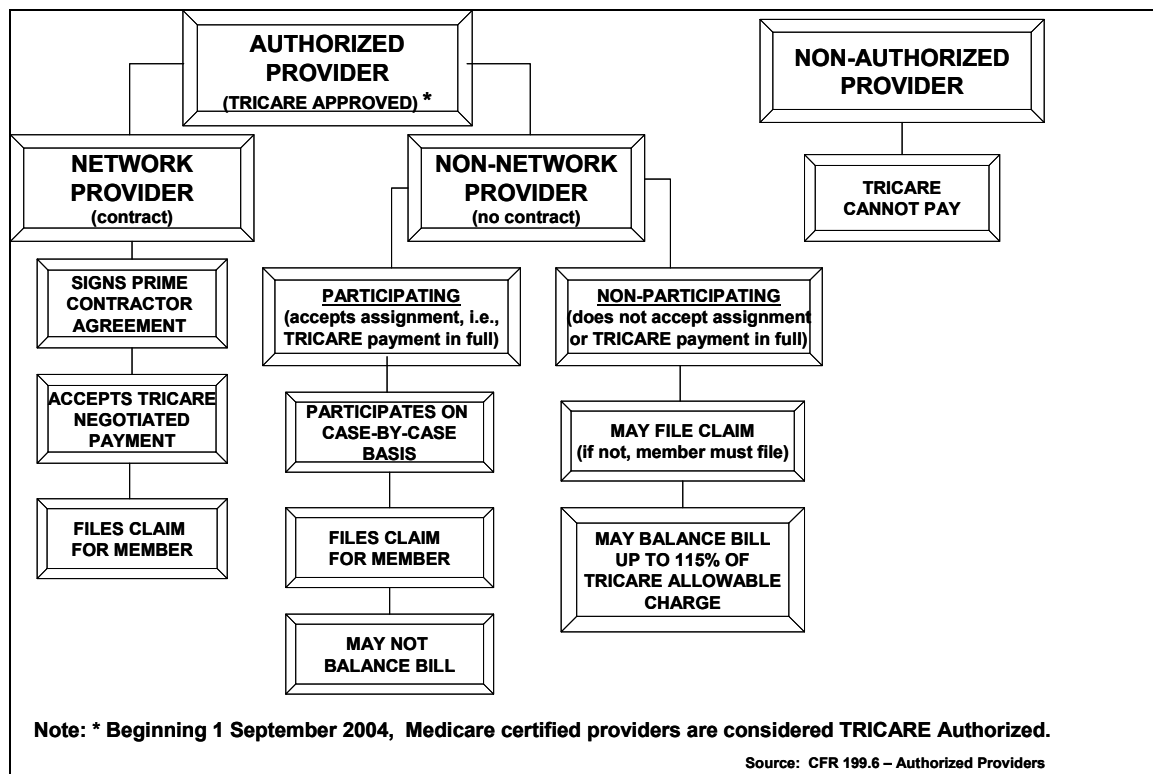 AUTHORIZED
PROVIDER
(TRICARE APPROVED) *
NETWORK
PROVIDER
(contract)
SIGNS PRIME
CONTRACTOR
AGREEMENT
ACCEPTS TRICARE
NEGOTIATED
PAYMENT
FILES CLAIM
FOR MEMBER
NON-NETWORK
PROVIDER
(no contract)
PARTICIPATING
(accepts assignment, i.e.,
TRICARE payment in full)
PARTICIPATES ON
CASE-BY-CASE
BASIS
FILES CLAIM
FOR MEMBER
MAY NOT
BALANCE BILL
NON-PARTICIPATING
(does not accept assignment
or TRICARE payment in full)
MAY FILE CLAIM
(if not, member must file)
MAY BALANCE BILL
UP TO 115% OF
TRICARE ALLOWABLE
CHARGE
NON-AUTHORIZED
PROVIDER
TRICARE
CANNOT PAY
Note: * Beginning 1 September 2004, Medicare certified providers are considered TRICARE Authorized.
Source: CFR 199.6 – Authorized Providers